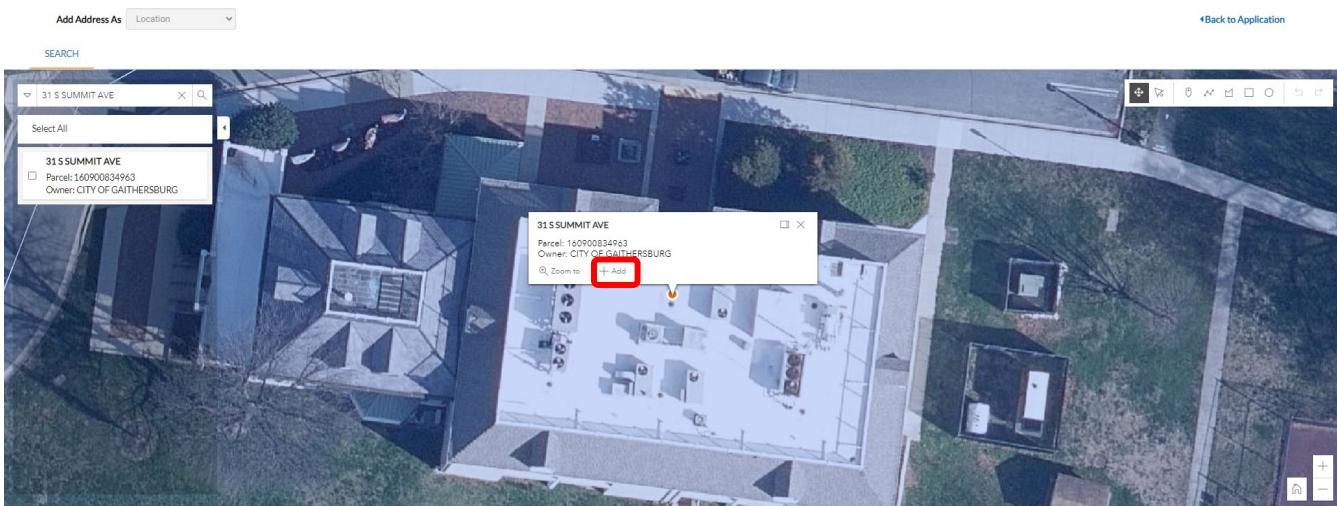 Add Address As Location
Back to Application
SEARCH
31 S SUMMIT AVE
Select All
31 S SUMMIT AVE
Parcel: 160900834963
Owner: CITY OF GAITHERSBURG
31 S SUMMIT AVE
Parcel: 160900834963
Owner: CITY OF GAITHERSBURG
Zoom to + Add